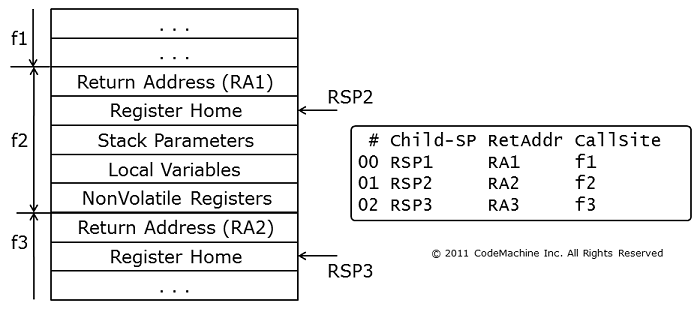 f1
. . .
. . .
f2
Return Address (RA1)
Register Home
RSP2
Stack Parameters
Local Variables
NonVolatile Registers
f3
Return Address (RA2)
Register Home
RSP3
. . .
# Child-SP RetAddr CallSite
00 RSP1 RA1 f1
01 RSP2 RA2 f2
02 RSP3 RA3 f3
© 2011 CodeMachine Inc. All Rights Reserved